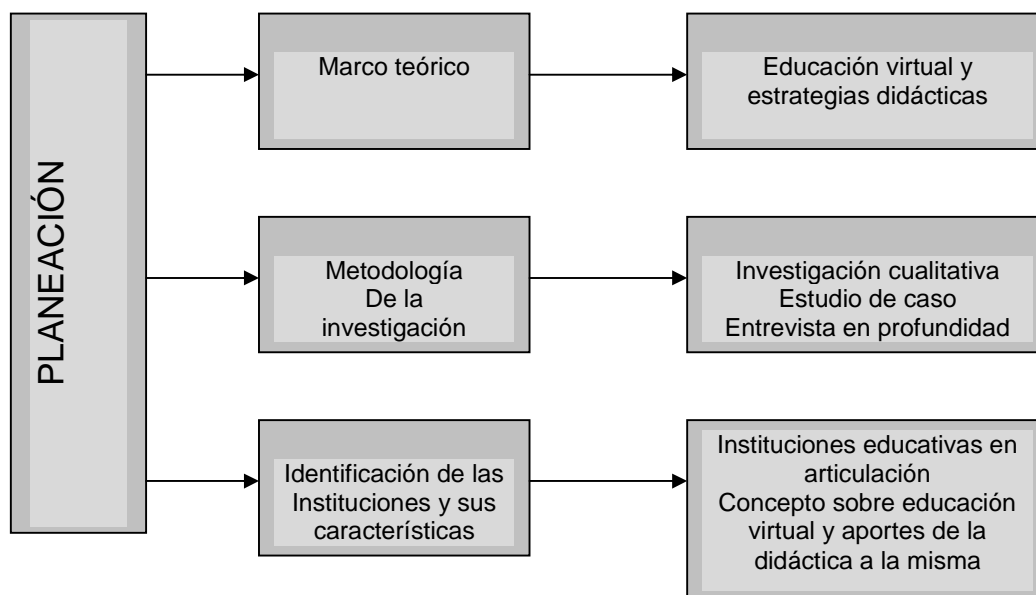 PLANEACIÓN
Marco teórico
Educación virtual y
estrategias didácticas
Metodología
De la
investigación
Investigación cualitativa
Estudio de caso
Entrevista en profundidad
Identificación de las
Instituciones y sus
características
Instituciones educativas en
articulación
Concepto sobre educación
virtual y aportes de la
didáctica a la misma